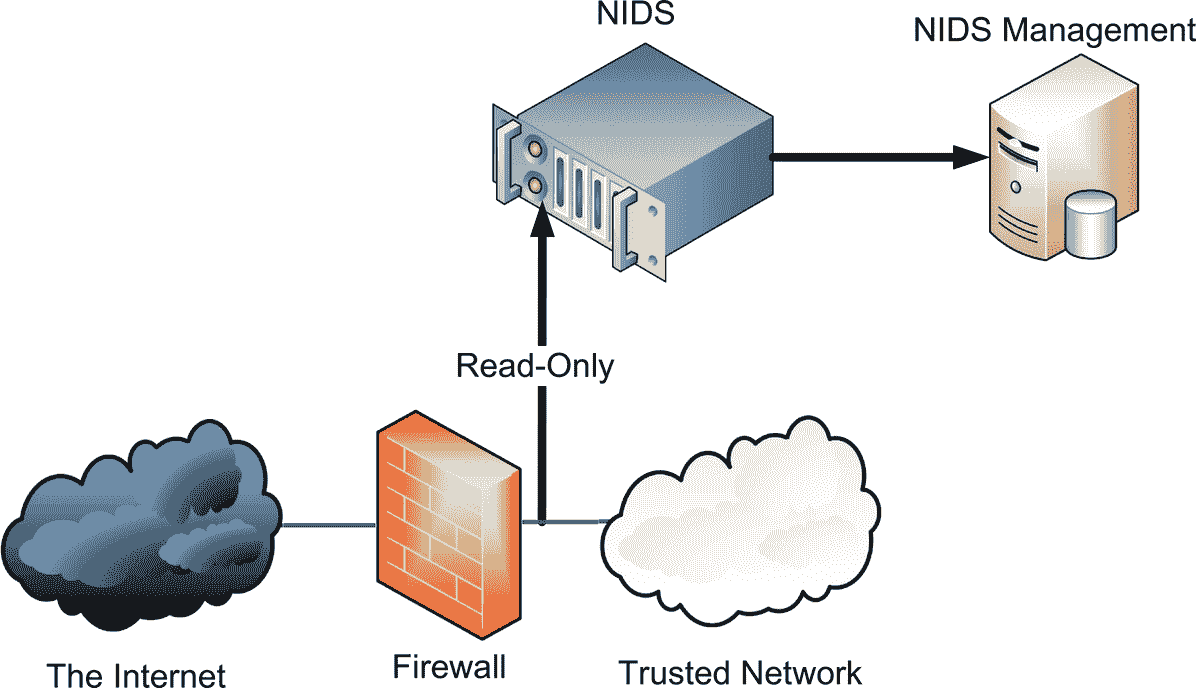 NIDS
NIDS Management
Read-Only
The Internet
Firewall
Trusted Network